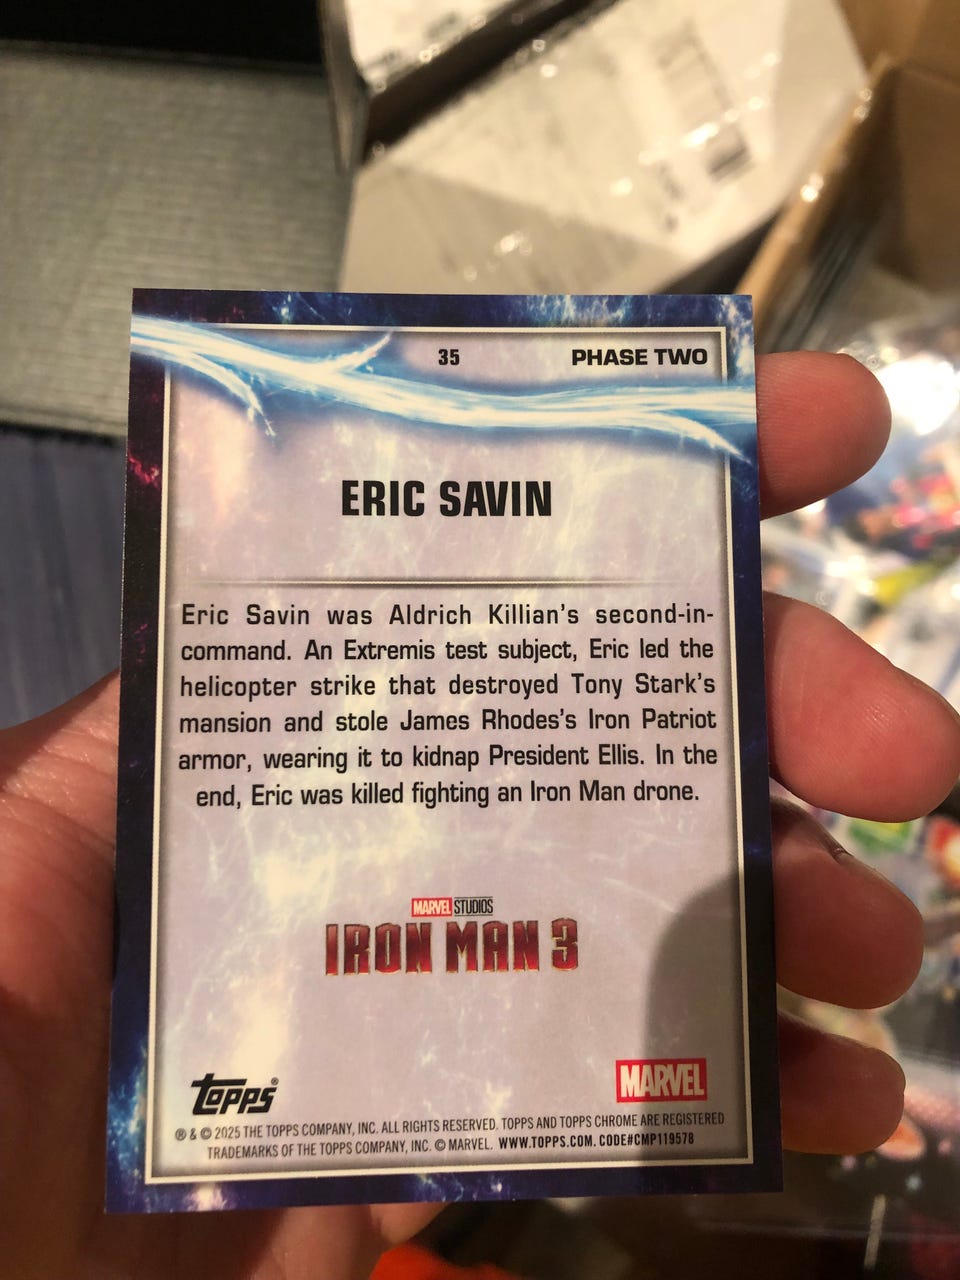 35
PHASE TWO
ERIC SAVIN
Eric Savin was Aldrich Killian's second-in-
command. An Extremis test subject, Eric led the
helicopter strike that destroyed Tony Stark's
mansion and stole James Rhodes's Iron Patriot
armor, wearing it to kidnap President Ellis. In the
end, Eric was killed fighting an Iron Man drone.
MARVEL STUDIOS
IRON MAN 3
Topps®
MARVEL
® & © 2025 THE TOPPS COMPANY, INC. ALL RIGHTS RESERVED. TOPPS AND TOPPS CHROME ARE REGISTERED
TRADEMARKS OF THE TOPPS COMPANY, INC. © MARVEL. WWW.TOPPS.COM. CODE#CMP119578